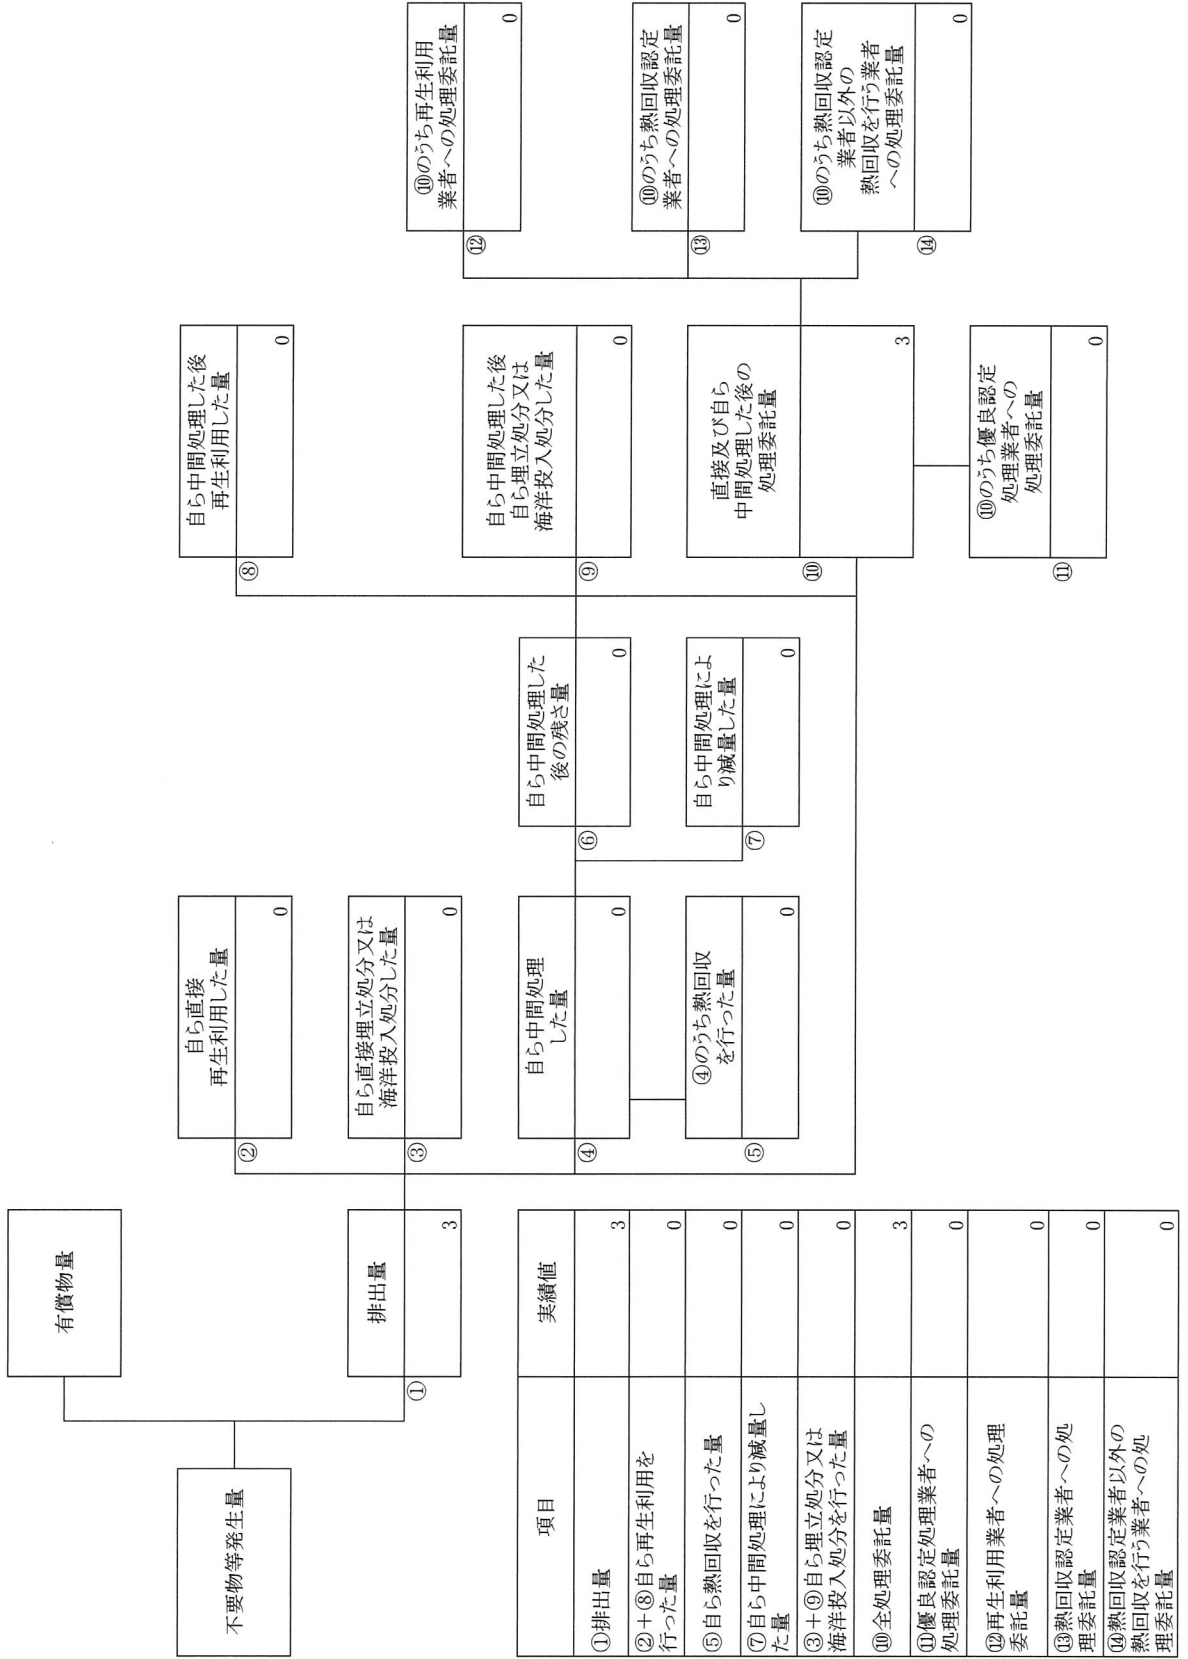 不要物等発生量
有償物量
①
排出量
3
②
自ら直接
再生利用した量
0
③
自ら直接埋立処分又は
海洋投入処分した量
0
④
自ら中間処理
した量
0
⑤
④のうち熱回収
を行った量
0
⑥
自ら中間処理した
後の残さ量
0
⑦
自ら中間処理によ
り減量した量
0
⑧
自ら中間処理した後
再生利用した量
0
⑨
自ら中間処理した後
自ら埋立処分又は
海洋投入処分した量
0
⑩
直接及び自ら
中間処理した後の
処理委託量
3
⑪
⑩のうち優良認定
処理業者への
処理委託量
0
⑫
⑩のうち再生利用
業者への処理委託量
0
⑬
⑩のうち熱回収認定
業者への処理委託量
0
⑭
⑩のうち熱回収認定
業者以外の
熱回収を行う業者
への処理委託量
0
項目 実績値
①排出量 3
②+⑧自ら再生利用を
行った量 0
⑤自ら熱回収を行った量 0
⑦自ら中間処理により減量し
た量 0
③+⑨自ら埋立処分又は
海洋投入処分を行った量 0
⑩全処理委託量 3
⑪優良認定処理業者への
処理委託量 0
⑫再生利用業者への処理
委託量 0
⑬熱回収認定業者への処
理委託量 0
⑭熱回収認定業者以外の
熱回収を行う業者への処
理委託量 0